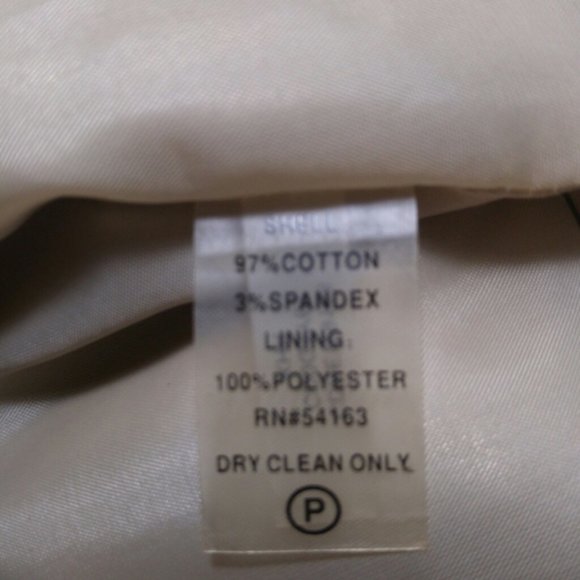 SHELL
97%COTTON
3%SPANDEX
LINING:
100%POLYESTER
RN#54163
DRY CLEAN ONLY.
P